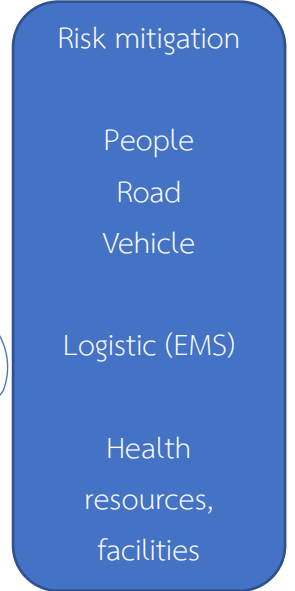 Risk mitigation
People
Road
Vehicle
Logistic (EMS)
Health
resources,
facilities